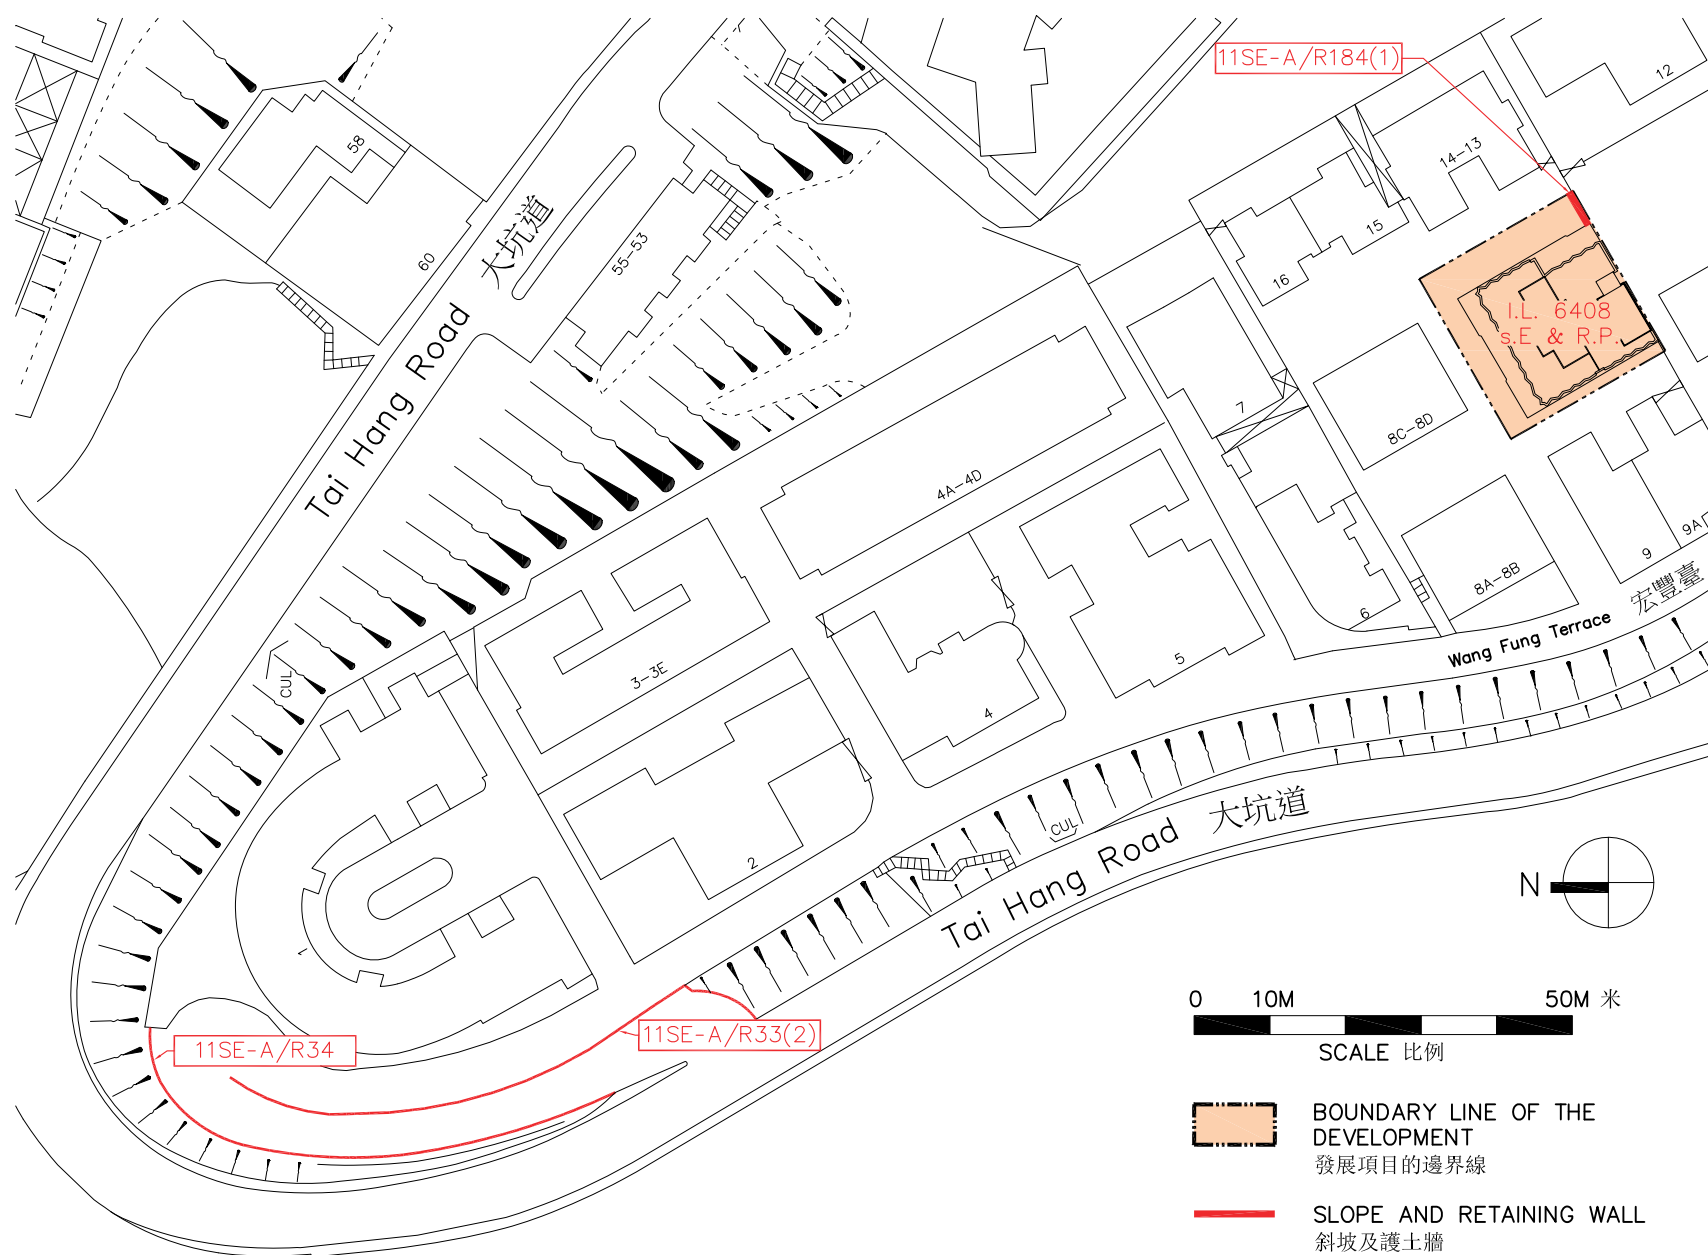 11SE-A/R184(1)
12
58
14-13
大坑道
15
55-53
60
16
I.L. 6408
s.E & R.P.
Tai Hang Road
7
8C-8D
4A-4D
9A
9
8A-8B
宏豐臺
6
Wang Fung Terrace
5
3-3E
CUL
4
大坑道
CUL
Tai Hang Road
2
1
N
0 10M 50M 米
SCALE 比例
11SE-A/R33(2)
11SE-A/R34
BOUNDARY LINE OF THE
DEVELOPMENT
發展項目的邊界線
SLOPE AND RETAINING WALL
斜坡及護土牆